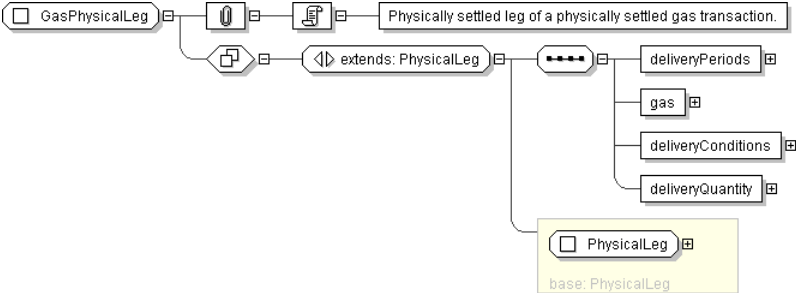 GasPhysicalLeg
Physically settled leg of a physically settled gas transaction.
extends: PhysicalLeg
deliveryPeriods
gas
deliveryConditions
deliveryQuantity
PhysicalLeg
base: PhysicalLeg